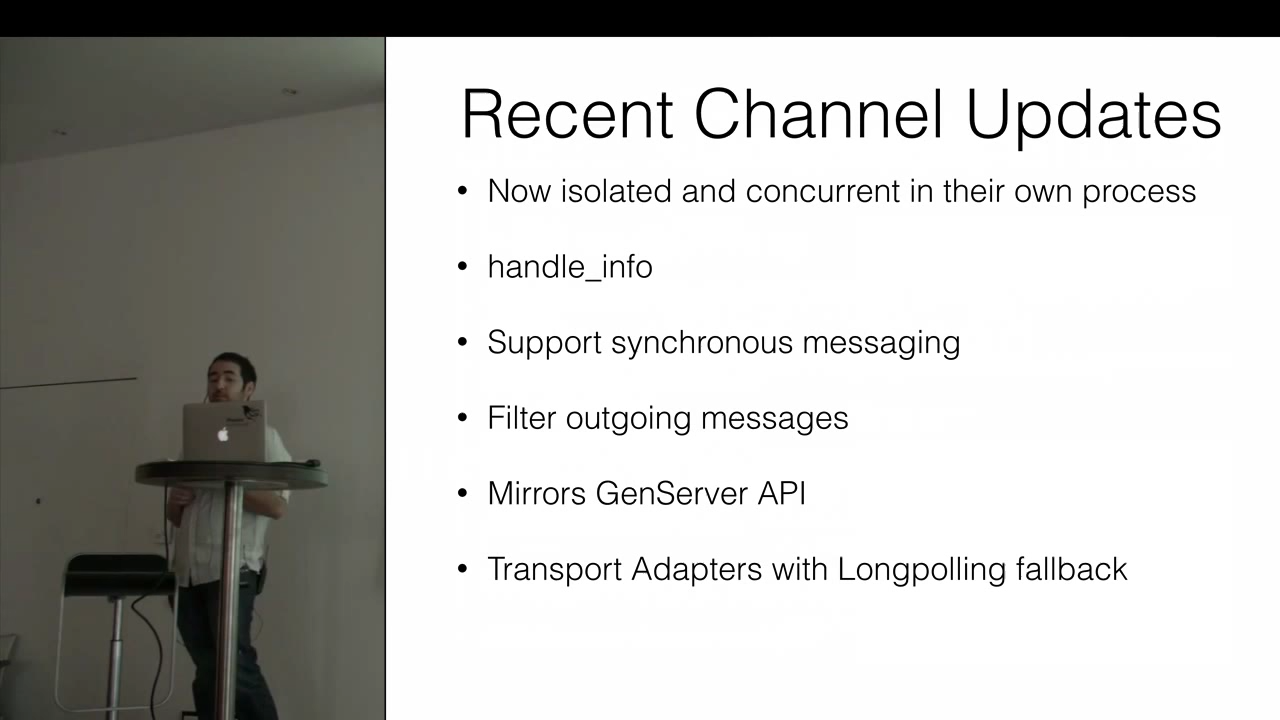 Recent Channel Updates
• Now isolated and concurrent in their own process
• handle_info
• Support synchronous messaging
• Filter outgoing messages
• Mirrors GenServer API
• Transport Adapters with Longpolling fallback